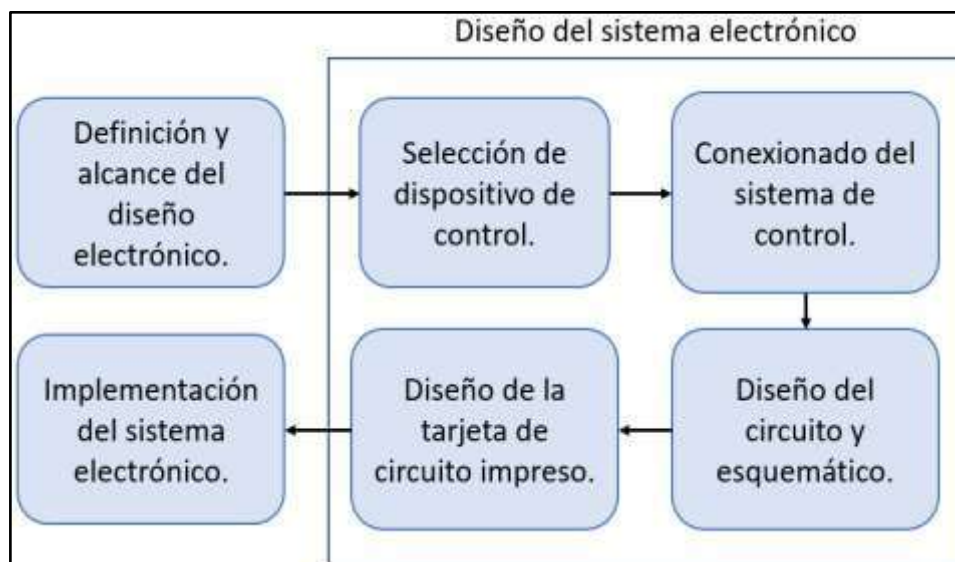 Diseño del sistema electrónico
Definición y
alcance del
diseño
electrónico.
Selección de
dispositivo de
control.
Conexionado del
sistema de
control.
Diseño del
circuito y
esquemático.
Diseño de la
tarjeta de
circuito impreso.
Implementación
del sistema
electrónico.